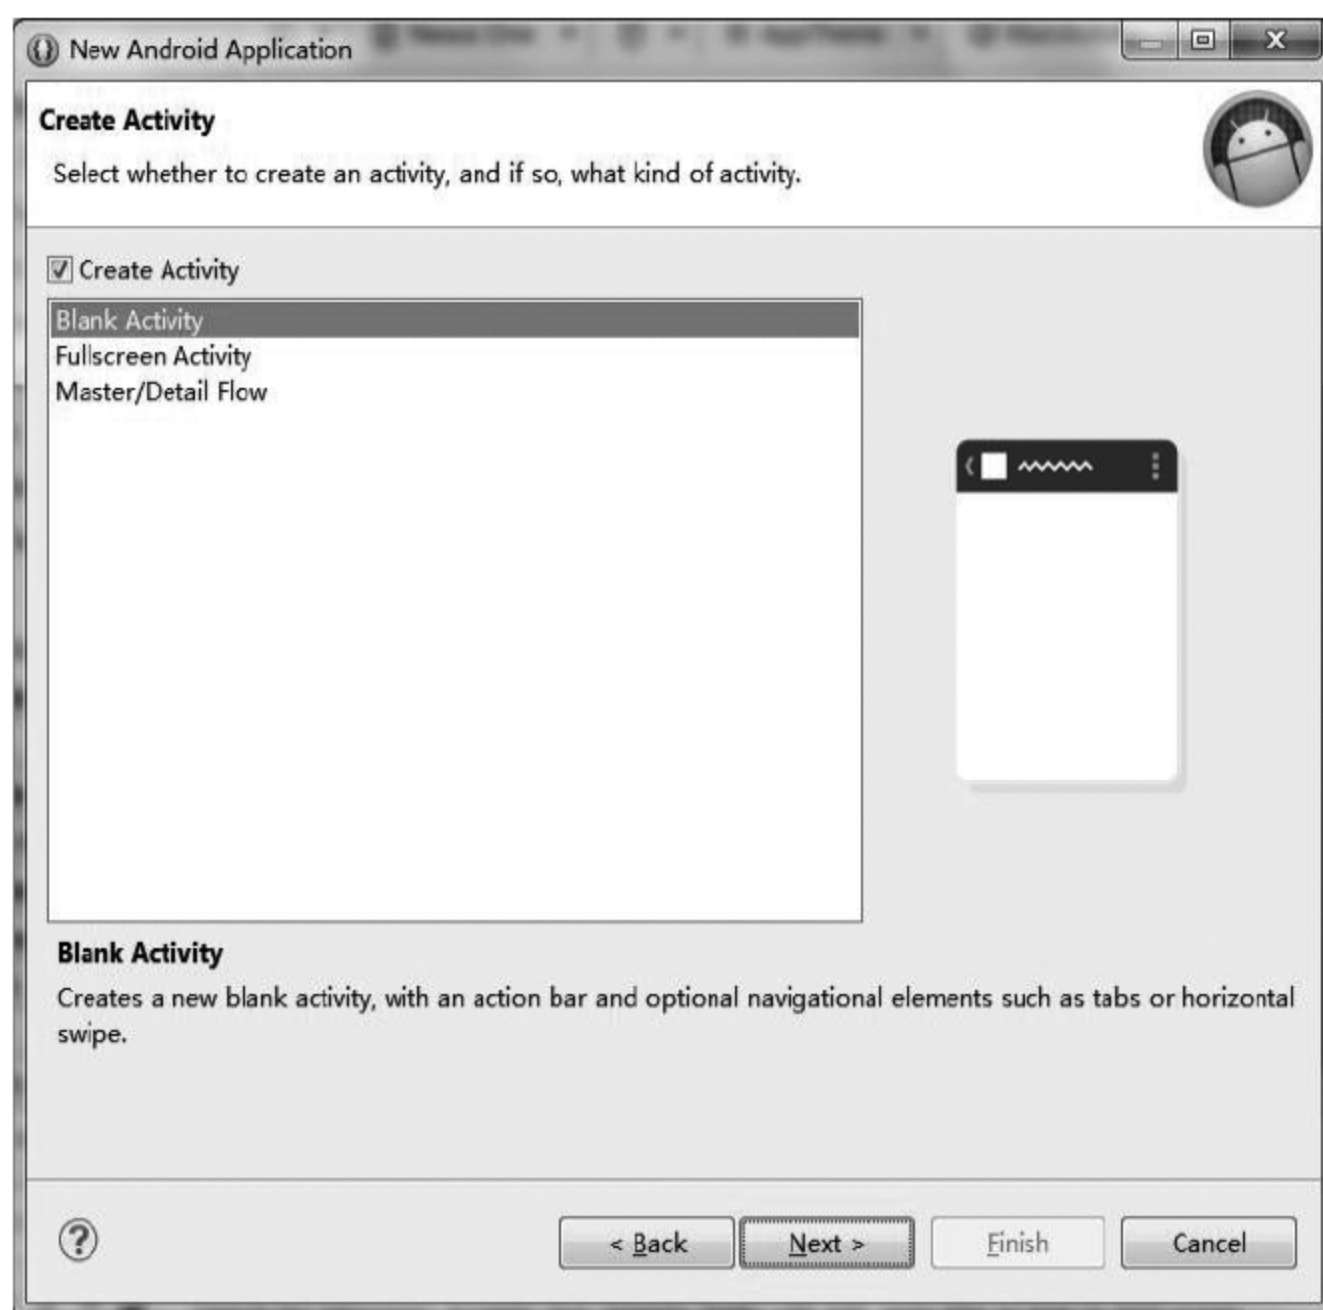 New Android Application
Create Activity
Select whether to create an activity, and if so, what kind of activity.
Create Activity
Blank Activity
Fullscreen Activity
Master/Detail Flow
Blank Activity
Creates a new blank activity, with an action bar and optional navigational elements such as tabs or horizontal
swipe.
< Back
Next >
Finish
Cancel